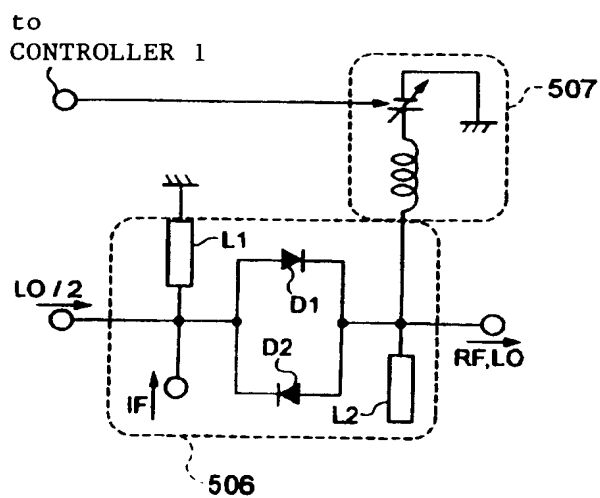 to
CONTROLLER 1
507
L1
LO/2
D1
D2
RF,LO
IF
L2
506